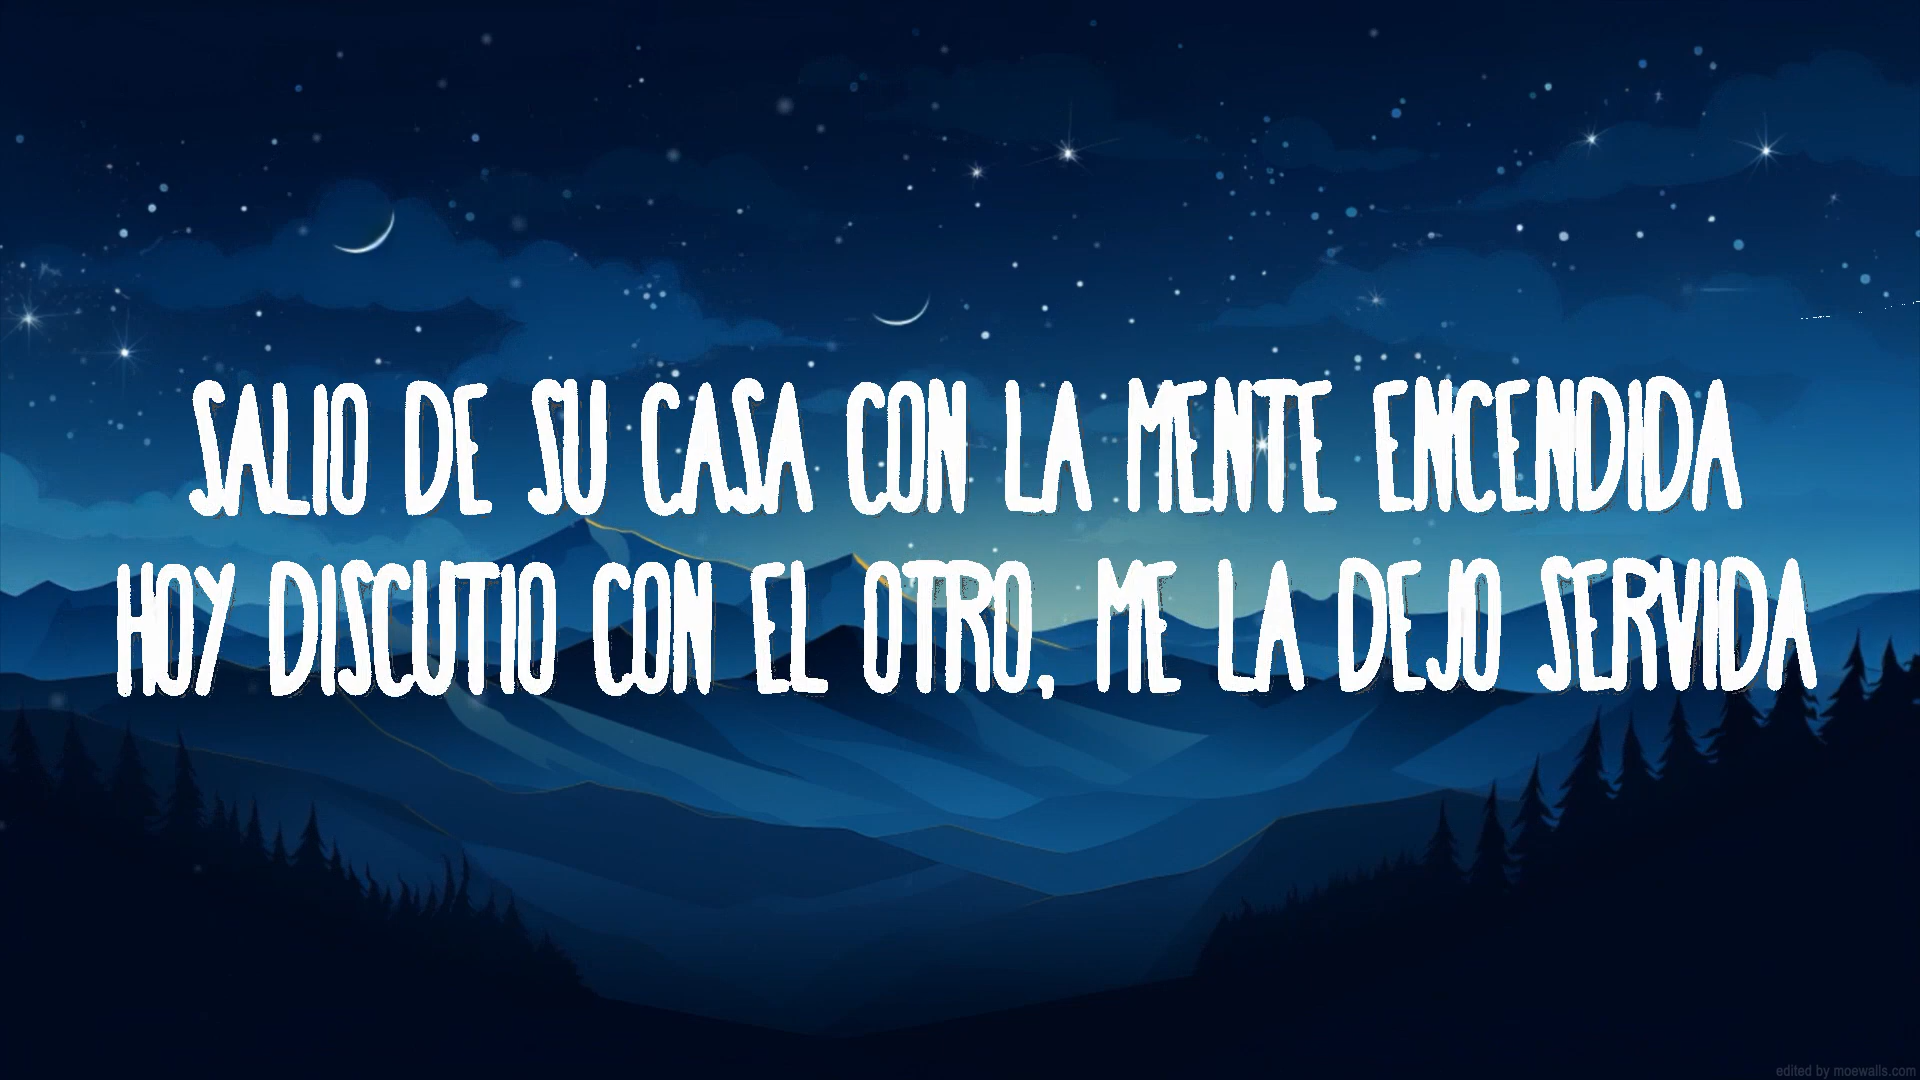 SALIO DE SU CASA CON LA MENTE ENCENDIDA
HOY DISCUTIO CON EL OTRO, ME LA DEJO SERVIDA
edited by moewalls.com